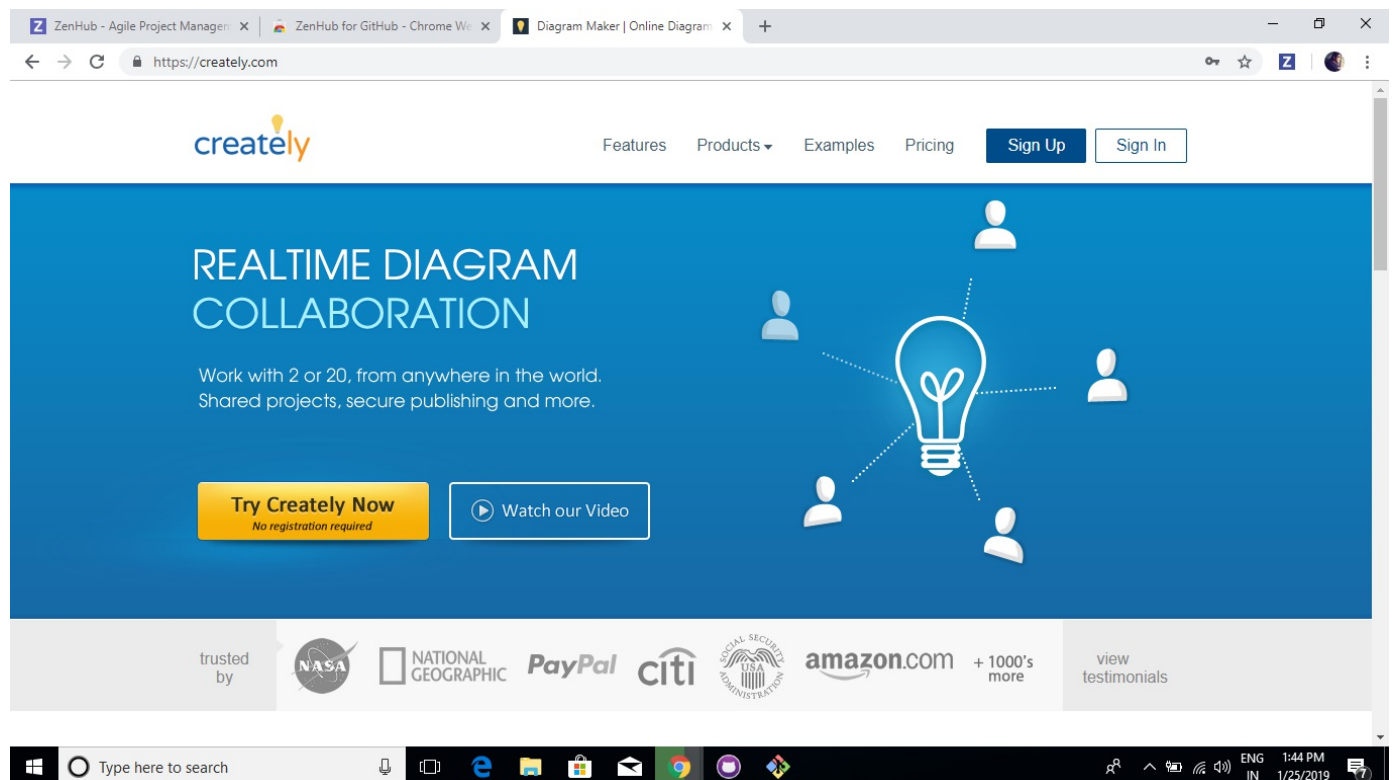 ZenHub - Agile Project Managem
ZenHub for GitHub - Chrome We
Diagram Maker | Online Diagram
https://creately.com
creately
Features Products Examples Pricing Sign Up Sign In
REALTIME DIAGRAM
COLLABORATION
Work with 2 or 20, from anywhere in the world.
Shared projects, secure publishing and more.
Try Creately Now
No registration required
Watch our Video
trusted
by
NASA
NATIONAL
GEOGRAPHIC
PayPal
citi
SOCIAL SECURITY
USA
ADMINISTRATION
amazon.com
+ 1000's
more
view
testimonials
Type here to search
ENG
IN
1:44 PM
1/25/2019
7